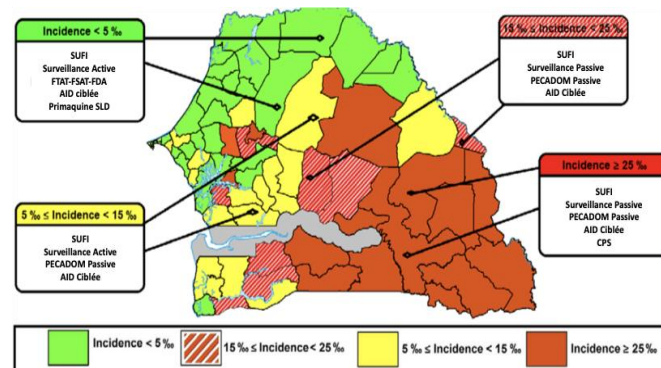 Incidence < 5 ‰
SUFI
Surveillance Active
FTAT-FSAT-FDA
AID ciblée
Primaquine SLD
15 ‰ ≤ Incidence < 25 ‰
SUFI
Surveillance Passive
PECADOM Passive
AID Ciblée
5 ‰ ≤ Incidence < 15 ‰
SUFI
Surveillance Active
PECADOM Passive
AID Ciblée
Incidence ≥ 25 ‰
SUFI
Surveillance Passive
PECADOM Passive
AID Ciblée
CPS
Incidence < 5 ‰
15 ‰ ≤ Incidence< 25 ‰
5 ‰ ≤ Incidence < 15 ‰
Incidence ≥ 25 ‰